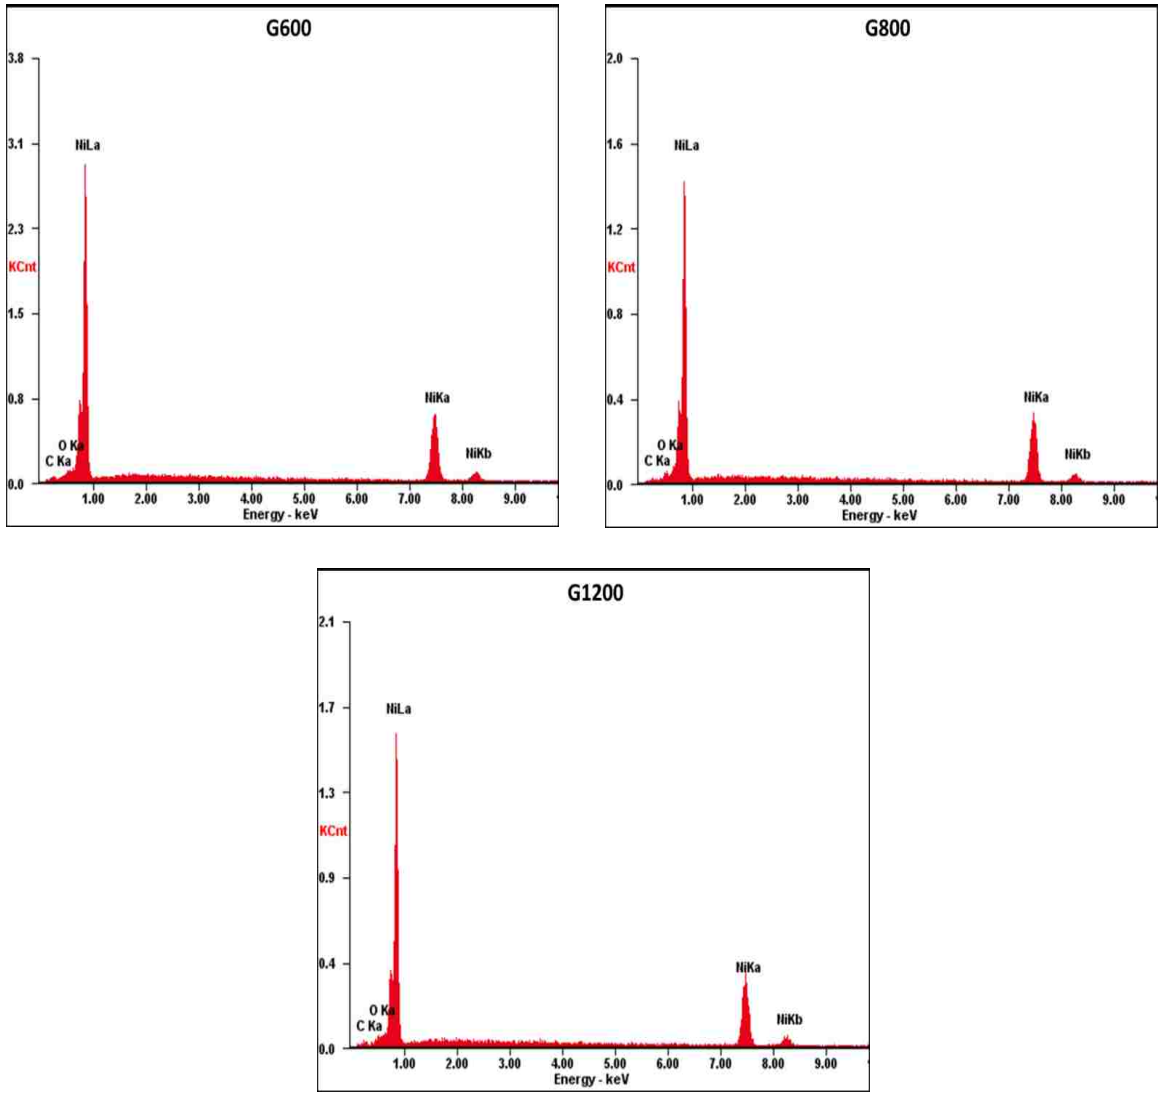 G600
3.8
3.1
2.3
KCnt
1.5
0.8
0.0
NiLa
O Ka
C Ka
NiKa
NiKb
1.00 2.00 3.00 4.00 5.00 6.00 7.00 8.00 9.00
Energy - keV
G800
2.0
1.6
1.2
KCnt
0.8
0.4
0.0
NiLa
O Ka
C Ka
NiKa
NiKb
1.00 2.00 3.00 4.00 5.00 6.00 7.00 8.00 9.00
Energy - keV
G1200
2.1
1.7
1.3
KCnt
0.9
0.4
0.0
NiLa
O Ka
C Ka
NiKa
NiKb
1.00 2.00 3.00 4.00 5.00 6.00 7.00 8.00 9.00
Energy - keV